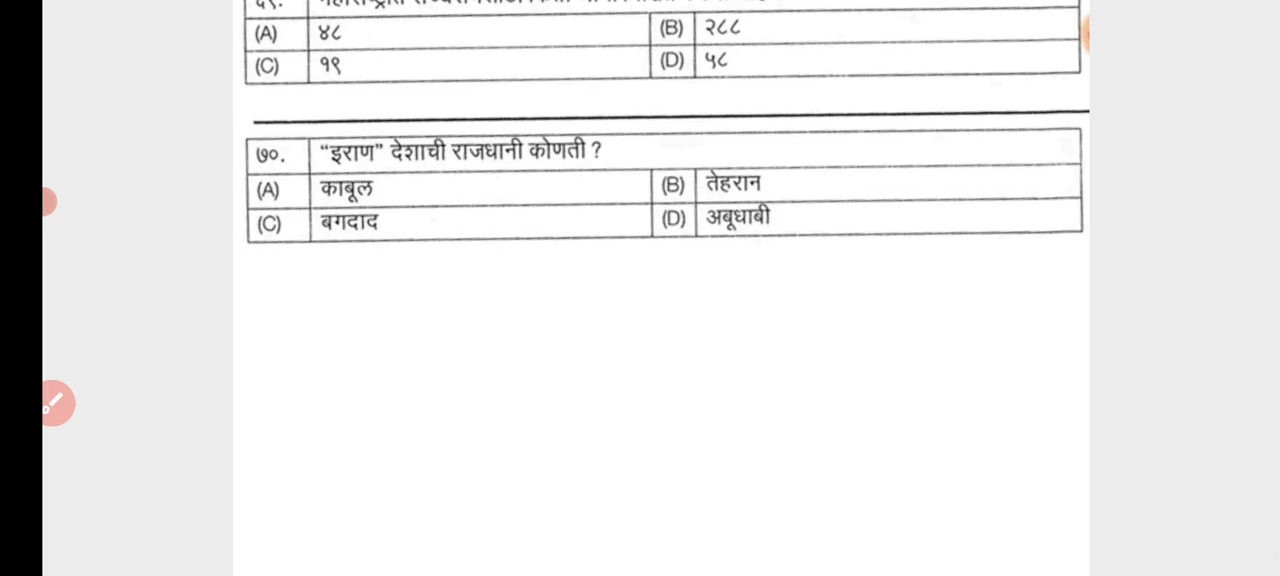 (A) ४८ (B) २८८
(C) १९ (D) ५८
७०. “इराण” देशाची राजधानी कोणती ?
(A) काबूल (B) तेहरान
(C) बगदाद (D) अबूधाबी